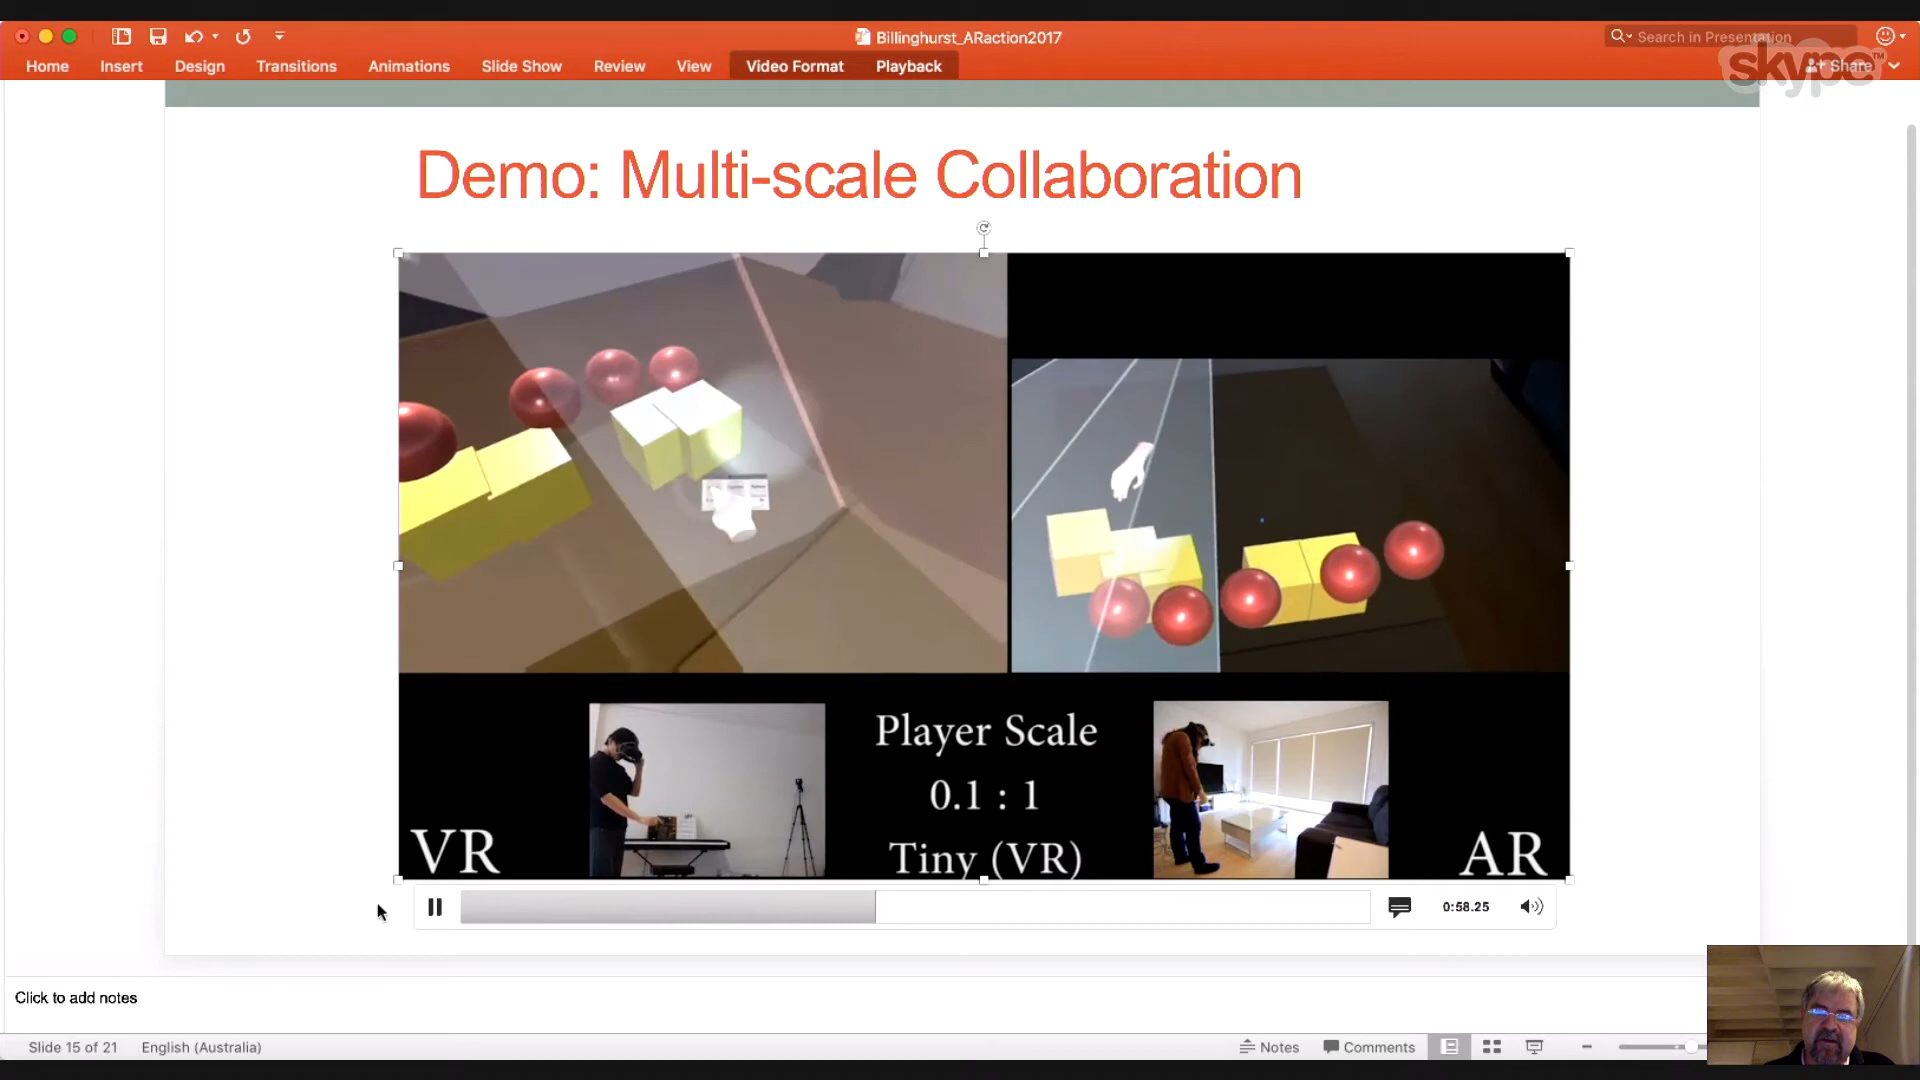 Billinghurst_ARaction2017
Search in Presentation
Home Insert Design Transitions Animations Slide Show Review View Video Format Playback
Share
skype™
Demo: Multi-scale Collaboration
Player Scale
0.1 : 1
Tiny (VR)
VR
AR
0:58.25
Click to add notes
Slide 15 of 21 English (Australia)
Notes Comments